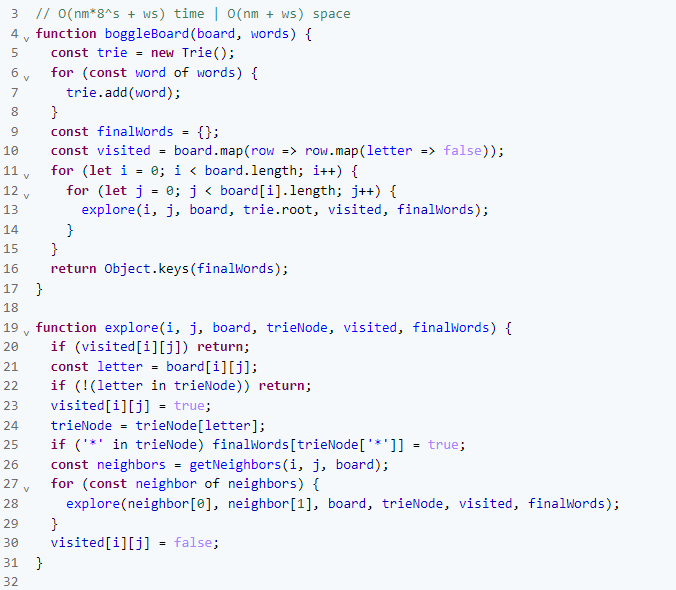 3 // O(nm*8^s + ws) time | O(nm + ws) space
4 function boggleBoard(board, words) {
5   const trie = new Trie();
6   for (const word of words) {
7     trie.add(word);
8   }
9   const finalWords = {};
10   const visited = board.map(row => row.map(letter => false));
11   for (let i = 0; i < board.length; i++) {
12     for (let j = 0; j < board[i].length; j++) {
13       explore(i, j, board, trie.root, visited, finalWords);
14     }
15   }
16   return Object.keys(finalWords);
17 }
18
19 function explore(i, j, board, trieNode, visited, finalWords) {
20   if (visited[i][j]) return;
21   const letter = board[i][j];
22   if (!(letter in trieNode)) return;
23   visited[i][j] = true;
24   trieNode = trieNode[letter];
25   if ('*' in trieNode) finalWords[trieNode['*']] = true;
26   const neighbors = getNeighbors(i, j, board);
27   for (const neighbor of neighbors) {
28     explore(neighbor[0], neighbor[1], board, trieNode, visited, finalWords);
29   }
30   visited[i][j] = false;
31 }
32